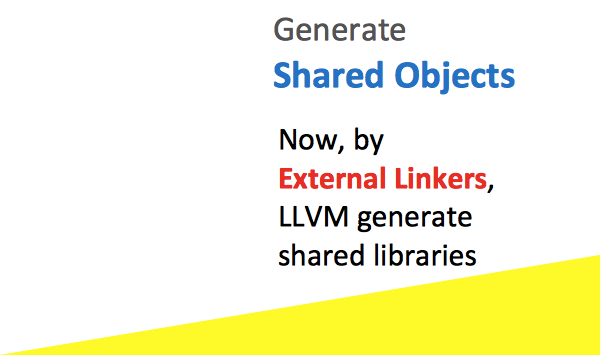 Generate
Shared Objects
Now, by
External Linkers,
LLVM generate
shared libraries